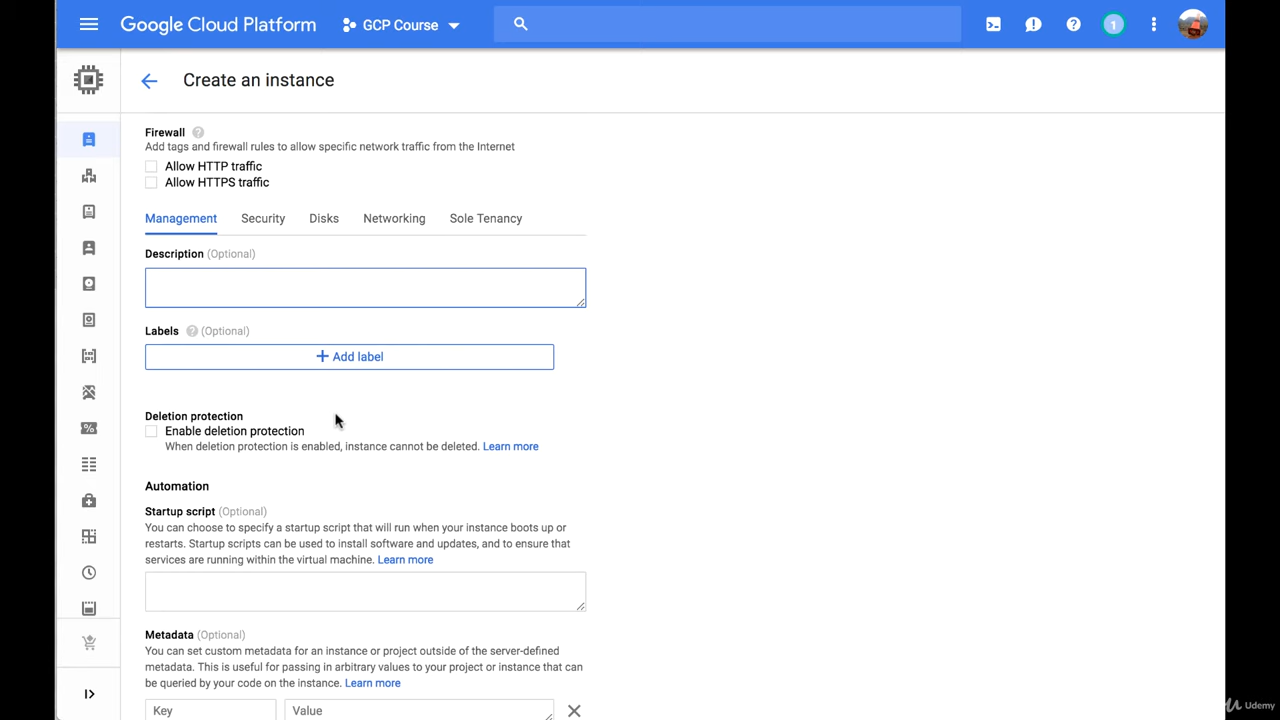 Google Cloud Platform
GCP Course
1
Create an instance
Firewall
Add tags and firewall rules to allow specific network traffic from the Internet
Allow HTTP traffic
Allow HTTPS traffic
Management Security Disks Networking Sole Tenancy
Description (Optional)
Labels (Optional)
+ Add label
Deletion protection
Enable deletion protection
When deletion protection is enabled, instance cannot be deleted. Learn more
Automation
Startup script (Optional)
You can choose to specify a startup script that will run when your instance boots up or
restarts. Startup scripts can be used to install software and updates, and to ensure that
services are running within the virtual machine. Learn more
Metadata (Optional)
You can set custom metadata for an instance or project outside of the server-defined
metadata. This is useful for passing in arbitrary values to your project or instance that can
be queried by your code on the instance. Learn more
Key Value
Udemy